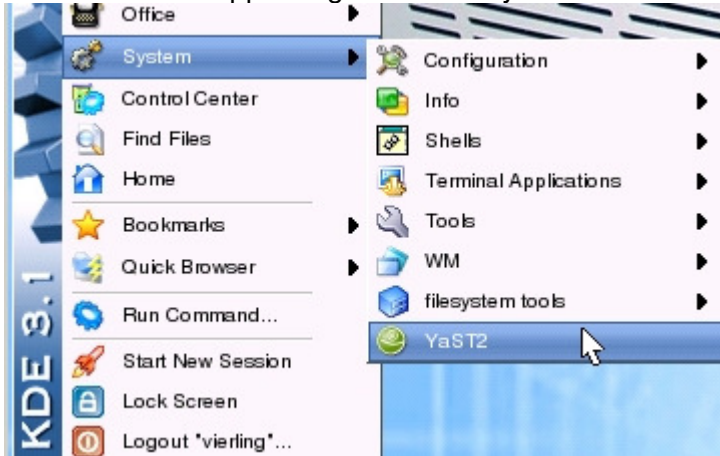 Office
System
Control Center
Find Files
Home
Bookmarks
Quick Browser
Run Command...
Start New Session
Lock Screen
Logout "vierling"...
KDE 3.1
Configuration
Info
Shells
Terminal Applications
Tools
WM
filesystem tools
YaST2